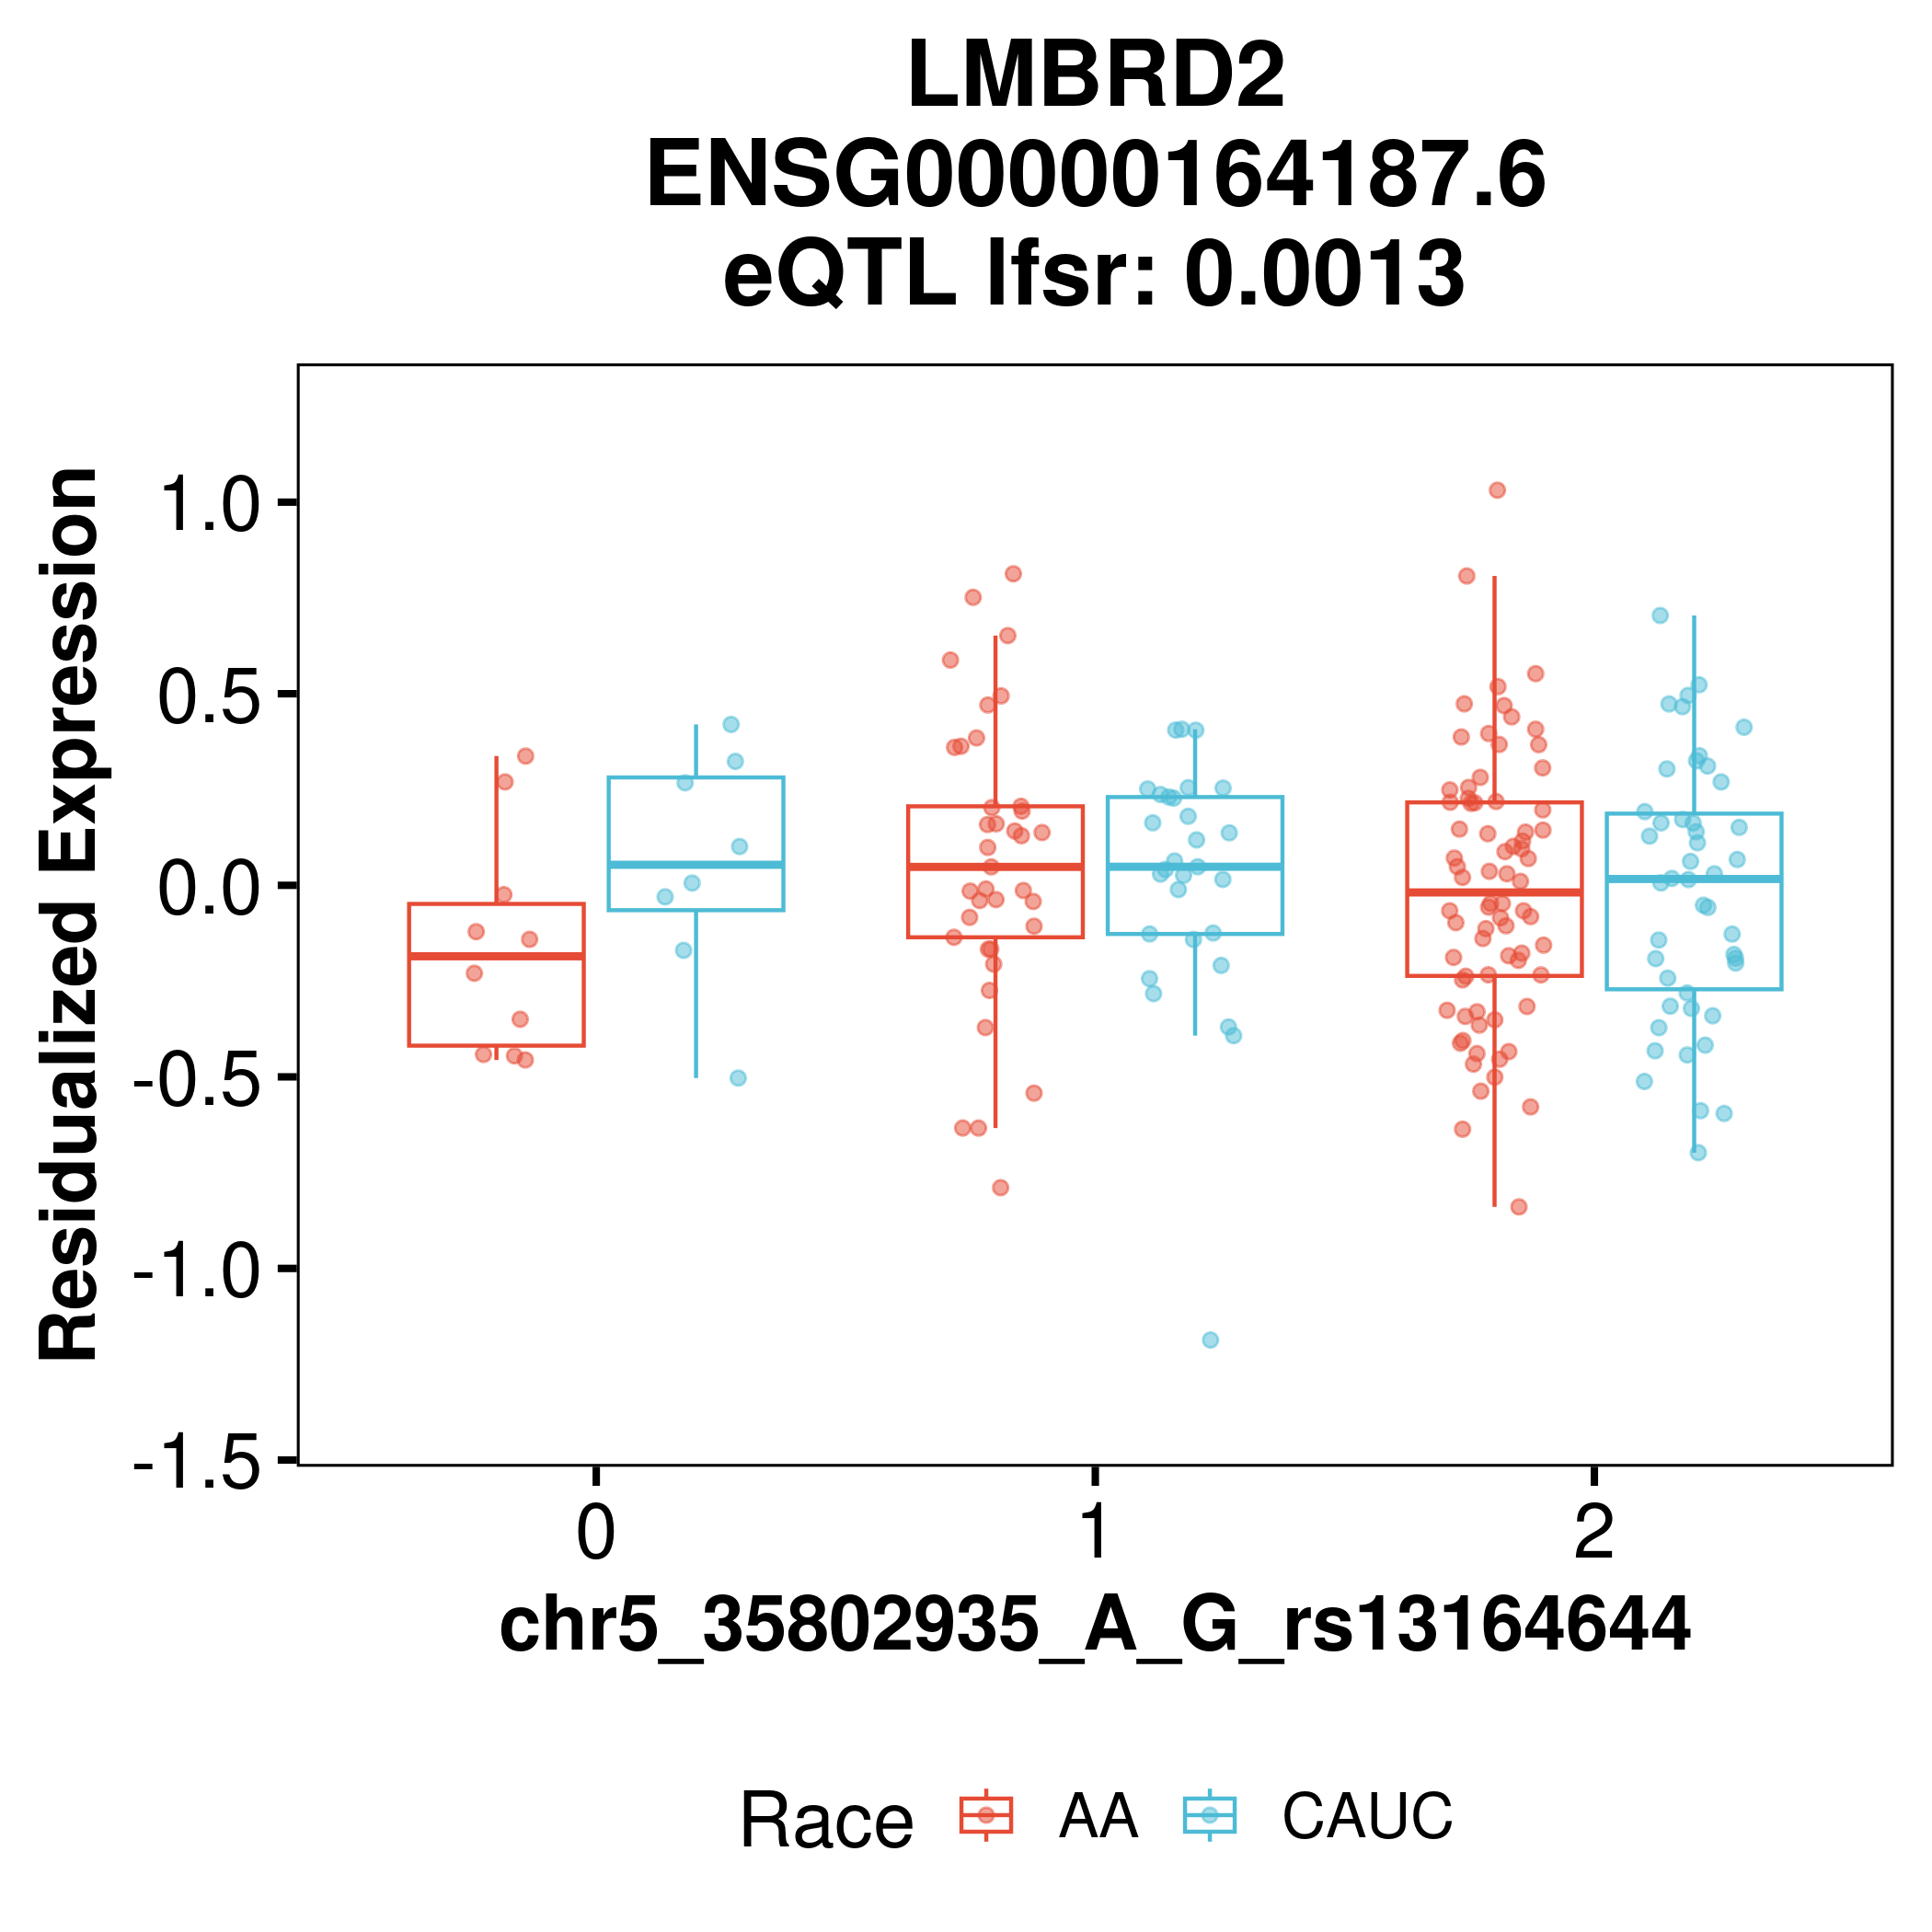 LMBRD2
ENSG00000164187.6
eQTL lfsr: 0.0013
Residualized Expression
1.0
0.5
0.0
-0.5
-1.0
-1.5
0 1 2
chr5_35802935_A_G_rs13164644
Race AA CAUC